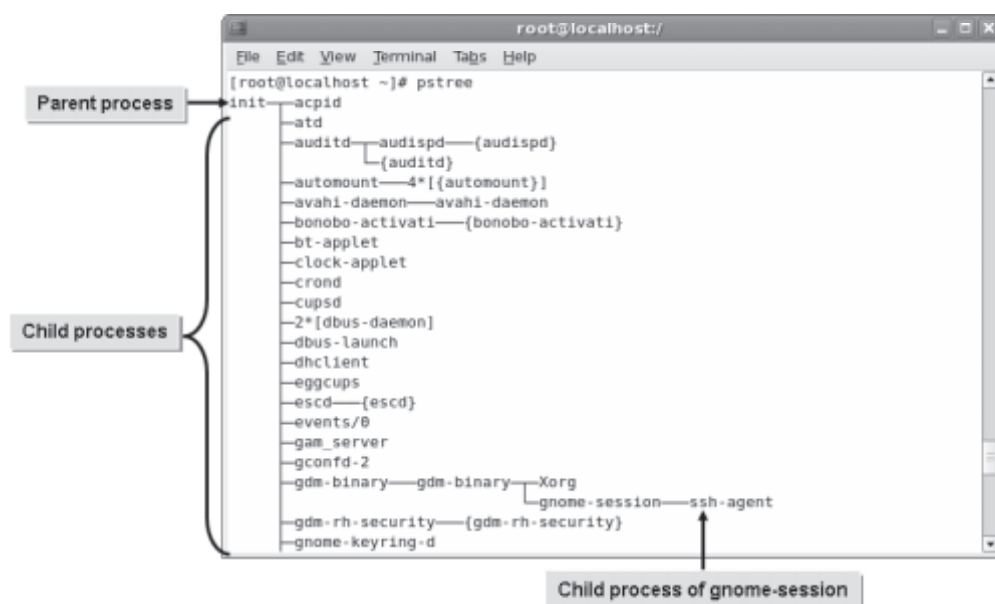 root@localhost:/
File Edit View Terminal Tabs Help
[root@localhost ~]# pstree
Parent process
init─┬─acpid
├─atd
├─auditd─┬─audispd───{audispd}
└─{auditd}
├─automount───4*[{automount}]
├─avahi-daemon───avahi-daemon
├─bonobo-activati───{bonobo-activati}
├─bt-applet
├─clock-applet
├─crond
├─cupsd
├─2*[dbus-daemon]
Child processes
├─dbus-launch
├─dhclient
├─eggcups
├─escd───{escd}
├─events/0
├─gam_server
├─gconfd-2
├─gdm-binary───gdm-binary─┬─Xorg
└─gnome-session───ssh-agent
├─gdm-rh-security───{gdm-rh-security}
├─gnome-keyring-d
Child process of gnome-session